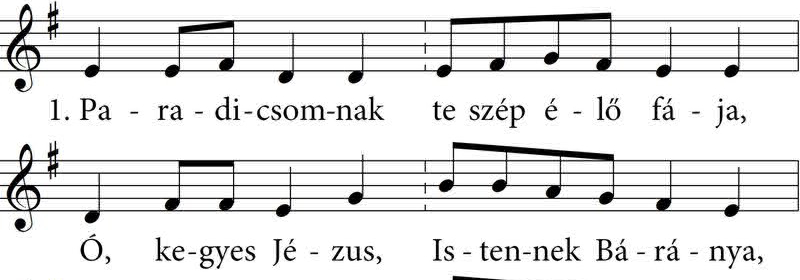 1. Pa - ra - di-csom-nak te szép é - lő fá - ja,
Ó, ke-gyes Jé - zus, Is - ten-nek Bá - rá - nya,